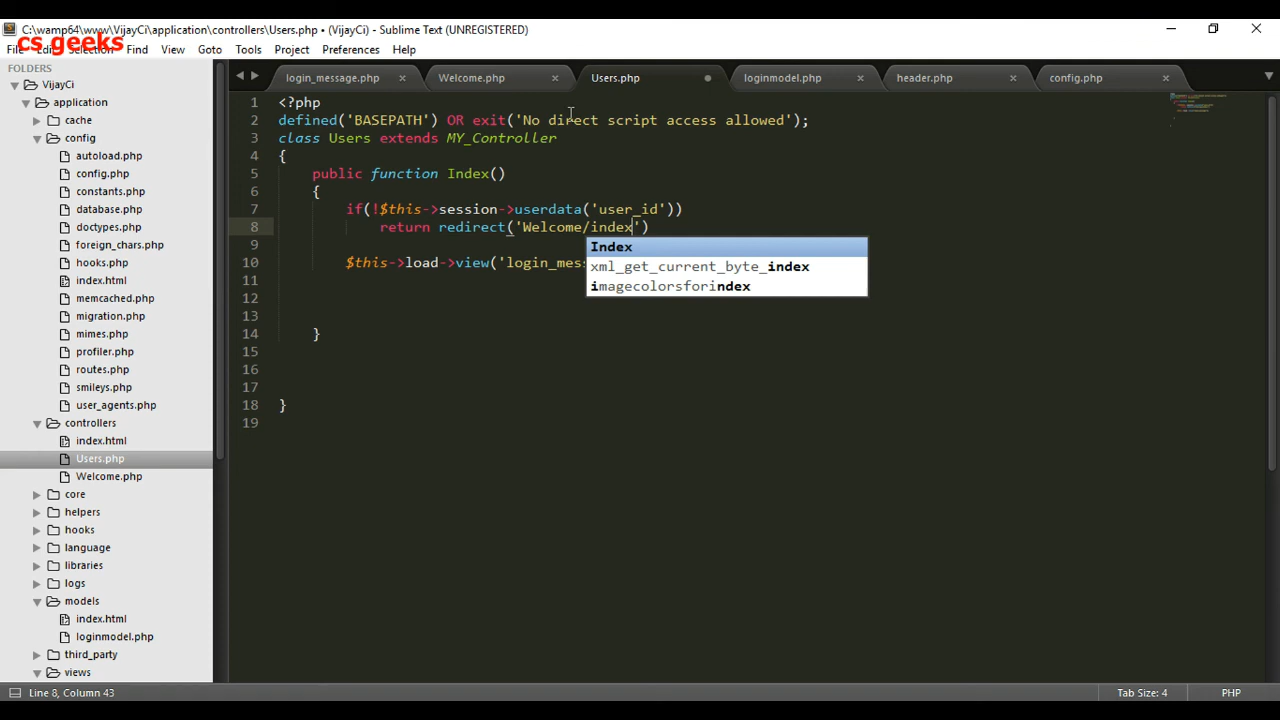 C:\wamp64\www\VijayCi\application\controllers\Users.php • (VijayCi) - Sublime Text (UNREGISTERED)
cs geeks
File Edit Selection Find View Goto Tools Project Preferences Help
FOLDERS
VijayCi
application
cache
config
autoload.php
config.php
constants.php
database.php
doctypes.php
foreign_chars.php
hooks.php
index.html
memcached.php
migration.php
mimes.php
profiler.php
routes.php
smileys.php
user_agents.php
controllers
index.html
Users.php
Welcome.php
core
helpers
hooks
language
libraries
logs
models
index.html
loginmodel.php
third_party
views
login_message.php Welcome.php Users.php loginmodel.php header.php config.php
1 <?php
2 defined('BASEPATH') OR exit('No direct script access allowed');
3 class Users extends MY_Controller
4 {
5 public function Index()
6 {
7 if(!$this->session->userdata('user_id'))
8 return redirect('Welcome/index')
9
10 $this->load->view('login_mess
11
12
13
14 }
15
16
17
18 }
19
Index
xml_get_current_byte_index
imagecolorsforindex
Line 8, Column 43 Tab Size: 4 PHP